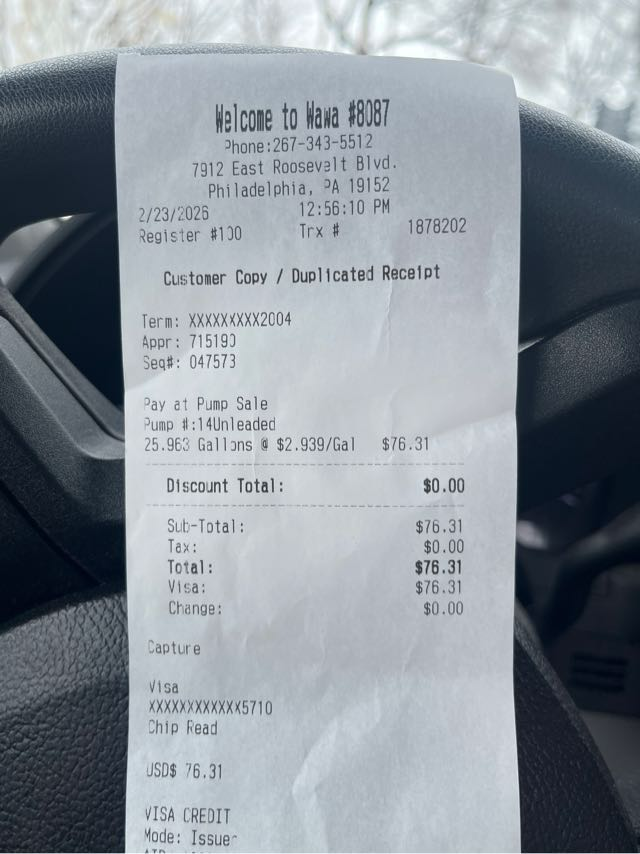 Welcome to Wawa #8087
Phone:267-343-5512
7912 East Roosevelt Blvd.
Philadelphia, PA 19152
2/23/2026 12:56:10 PM
Register #100 Trx # 1878202
Customer Copy / Duplicated Receipt
Term: XXXXXXXXX2004
Appr: 715190
Seq#: 047573
Pay at Pump Sale
Pump #:14Unleaded
25.963 Gallons @ $2.939/Gal $76.31
Discount Total: $0.00
Sub-Total: $76.31
Tax: $0.00
Total: $76.31
Visa: $76.31
Change: $0.00
Capture
Visa
XXXXXXXXXXXX5710
Chip Read
USD$ 76.31
VISA CREDIT
Mode: Issuer